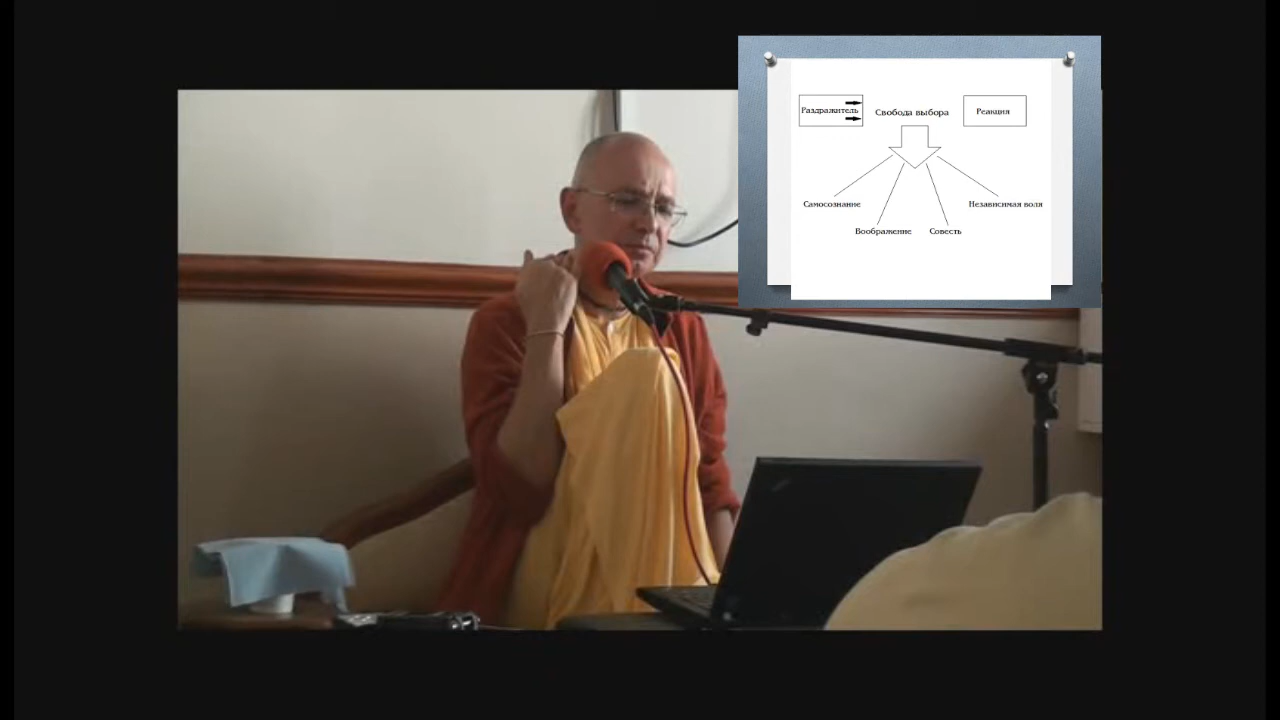 Раздражитель
Свобода выбора
Реакция
Самосознание
Независимая воля
Воображение
Совесть